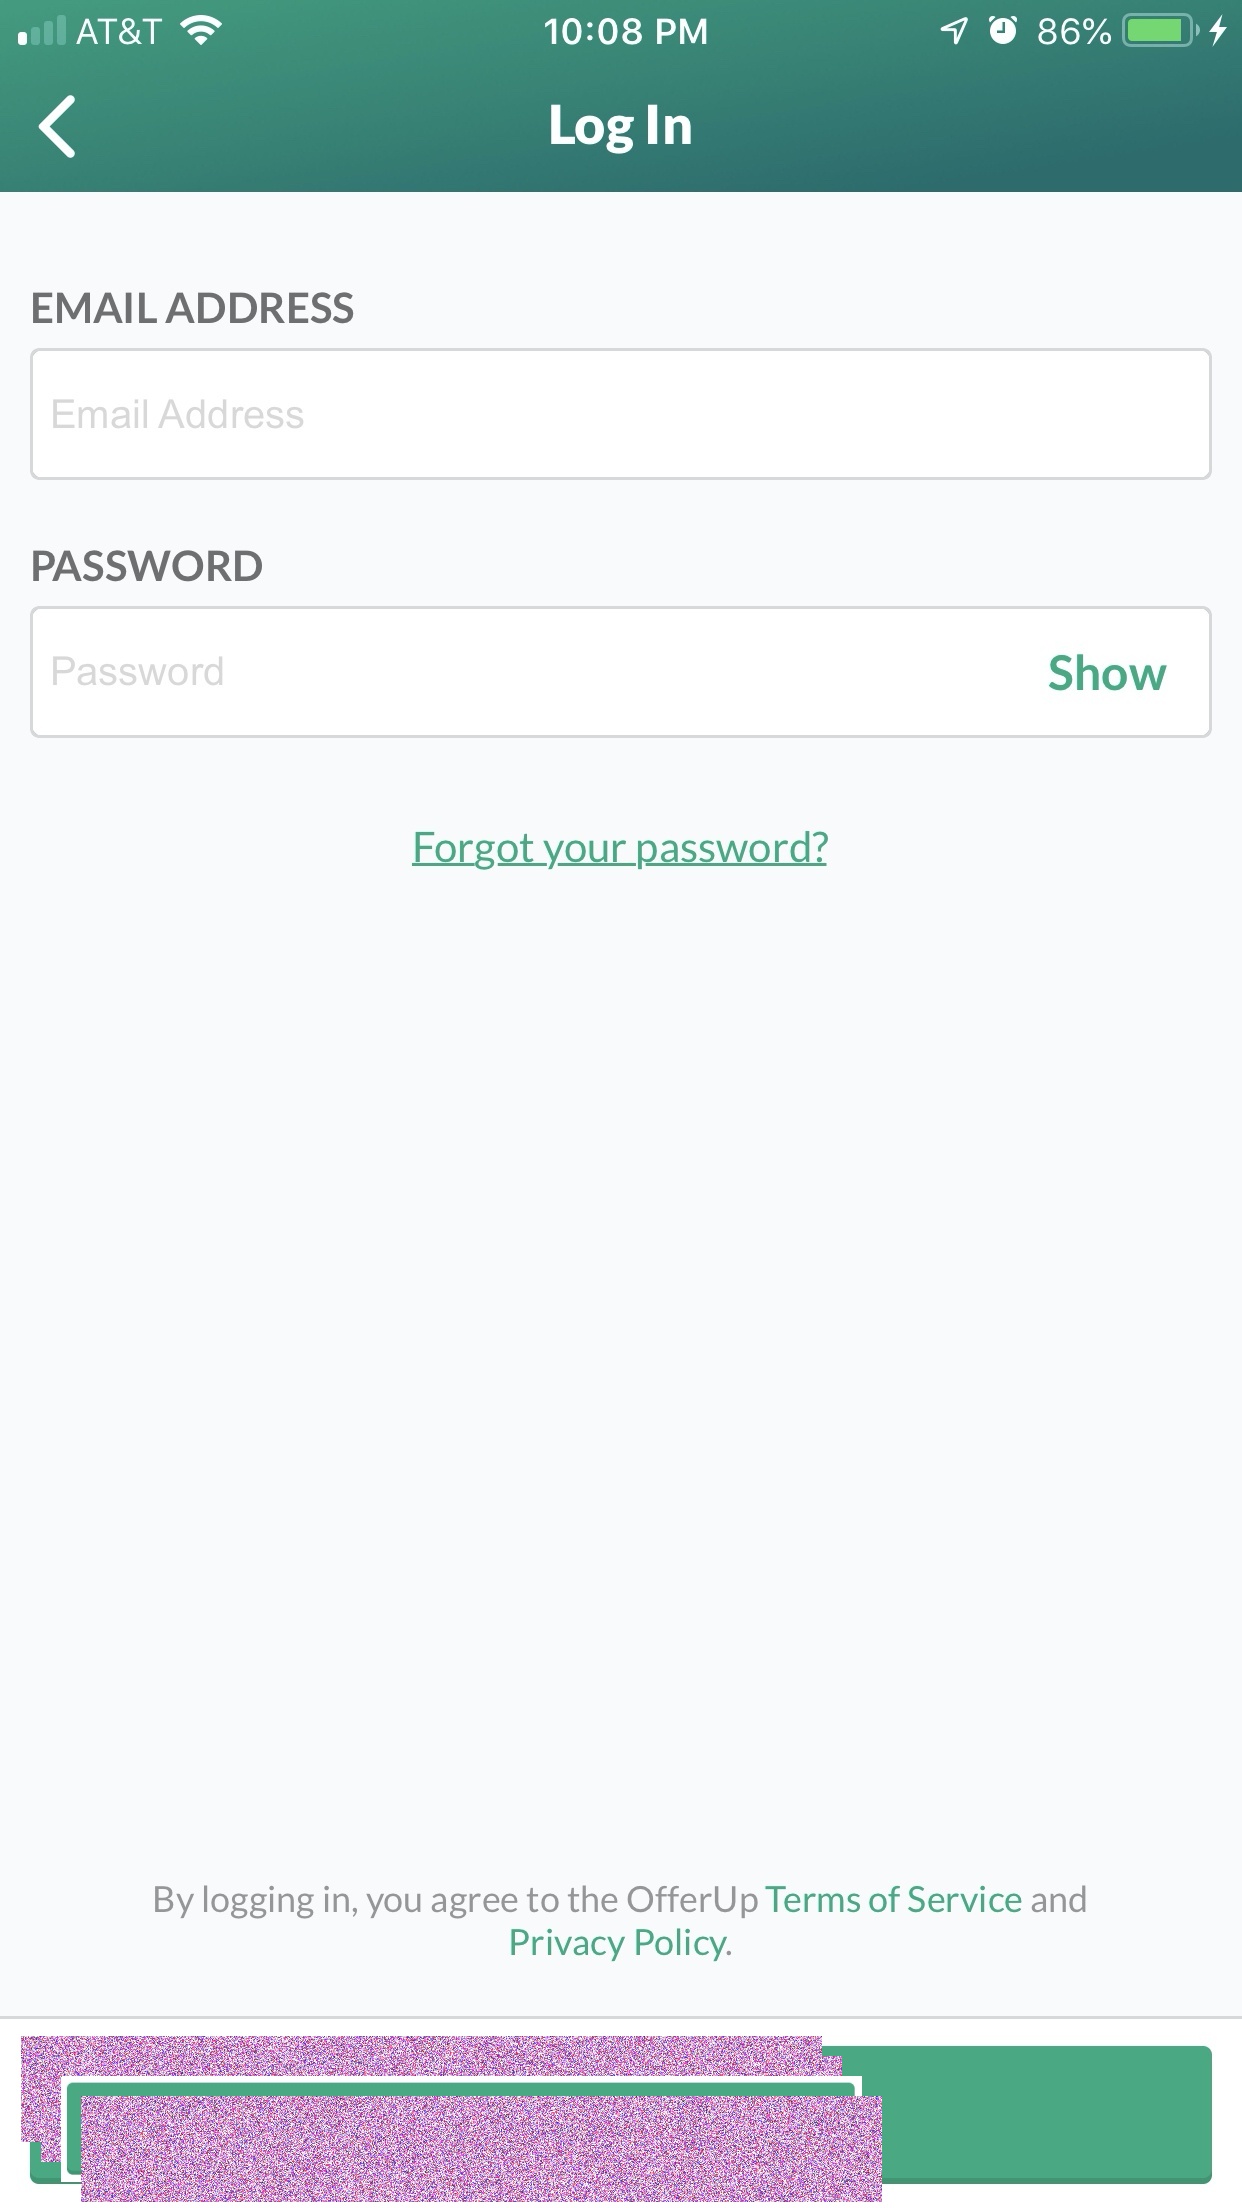 AT&T 10:08 PM 86%
Log In
EMAIL ADDRESS
Email Address
PASSWORD
Password Show
Forgot your password?
By logging in, you agree to the OfferUp Terms of Service and
Privacy Policy.